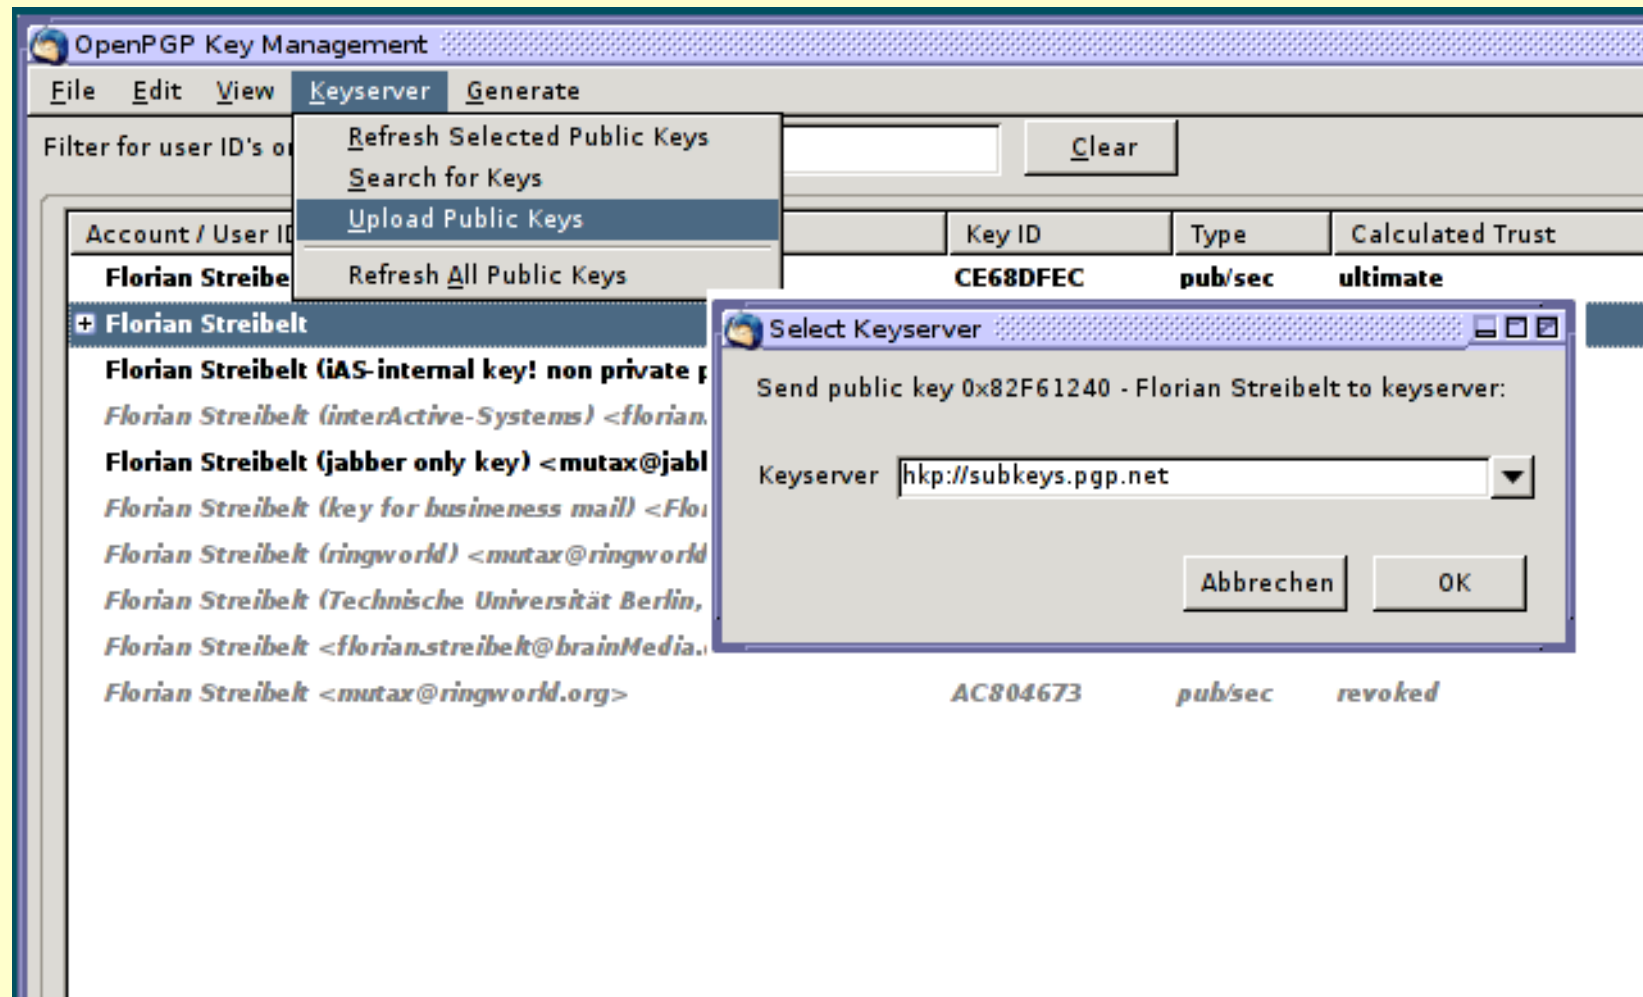 OpenPGP Key Management
File Edit View Keyserver Generate
Filter for user ID's Clear
Refresh Selected Public Keys
Search for Keys
Upload Public Keys
Refresh All Public Keys
Account / User Key ID Type Calculated Trust
Florian CE68DFEC pub/sec ultimate
Florian Streibelt
Florian Streibelt (iAS-internal key! non private
Florian Streibelt (interActive-Systems) <florian.
Florian Streibelt (jabber only key) <mutax@jabl
Florian Streibelt (key for busineness mail) <Flo
Florian Streibelt (ringworld) <mutax@ringworld
Florian Streibelt (Technische Universität Berlin,
Florian Streibelt <florian.streibelt@brainMedia.
Florian Streibelt <mutax@ringworld.org> AC804673 pub/sec revoked
Select Keyserver
Send public key 0x82F61240 - Florian Streibelt to keyserver:
Keyserver hkp://subkeys.pgp.net
Abbrechen OK